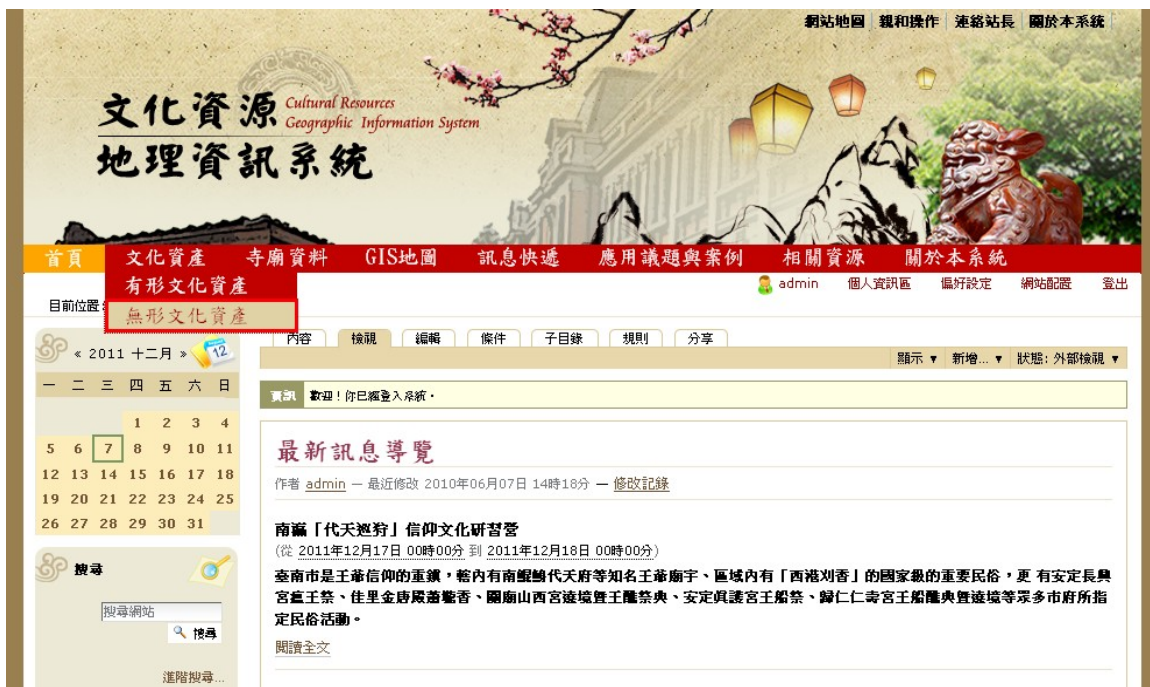 網站地圖 親和操作 連絡站長 關於本系統
文化資源 Cultural Resources
Geographic Information System
地理資訊系統
首頁 文化資產 寺廟資料 GIS地圖 訊息快遞 應用議題與案例 相關資源 關於本系統
有形文化資產
無形文化資產
admin 個人資訊區 偏好設定 網站配置 登出
目前位置:
« 2011 十二月 » 12
一 二 三 四 五 六 日
1 2 3 4
5 6 7 8 9 10 11
12 13 14 15 16 17 18
19 20 21 22 23 24 25
26 27 28 29 30 31
搜尋
搜尋網站
搜尋
進階搜尋...
內容 檢視 編輯 條件 子目錄 規則 分享
顯示 ▼ 新增... ▼ 狀態: 外部檢視 ▼
資訊 歡迎！你已經登入系統。
最新訊息導覽
作者 admin — 最近修改 2010年06月07日 14時18分 — 修改記錄
南瀛「代天巡狩」信仰文化研習營
(從 2011年12月17日 00時00分 到 2011年12月18日 00時00分)
臺南市是王爺信仰的重鎮，轄內有南鯤鯓代天府等知名王爺廟宇、區域內有「西港刈香」的國家級的重要民俗，更 有安定長興
宮瘟王祭、佳里金唐殿蕭壠香、關廟山西宮遶境暨王醮祭典、安定真護宮王船祭、歸仁仁壽宮王船醮典暨遶境等眾多市府所指
定民俗活動。
閱讀全文